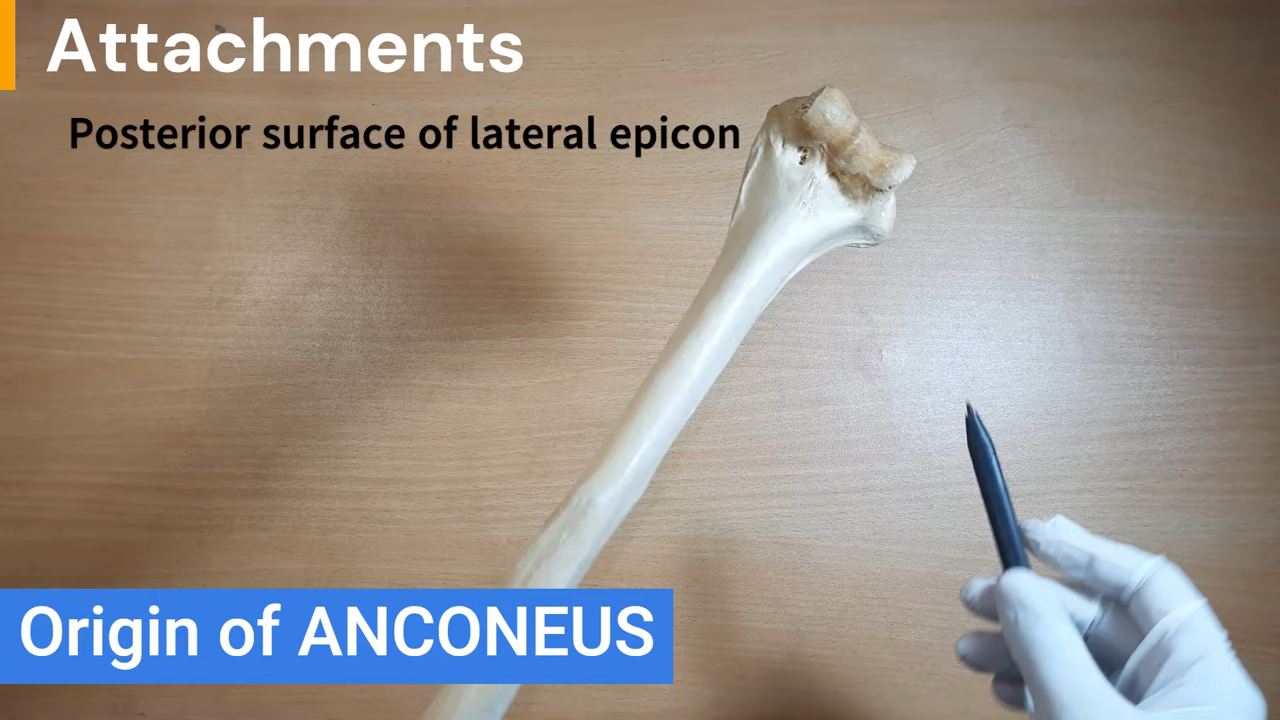 Attachments
Posterior surface of lateral epicon
Origin of ANCONEUS